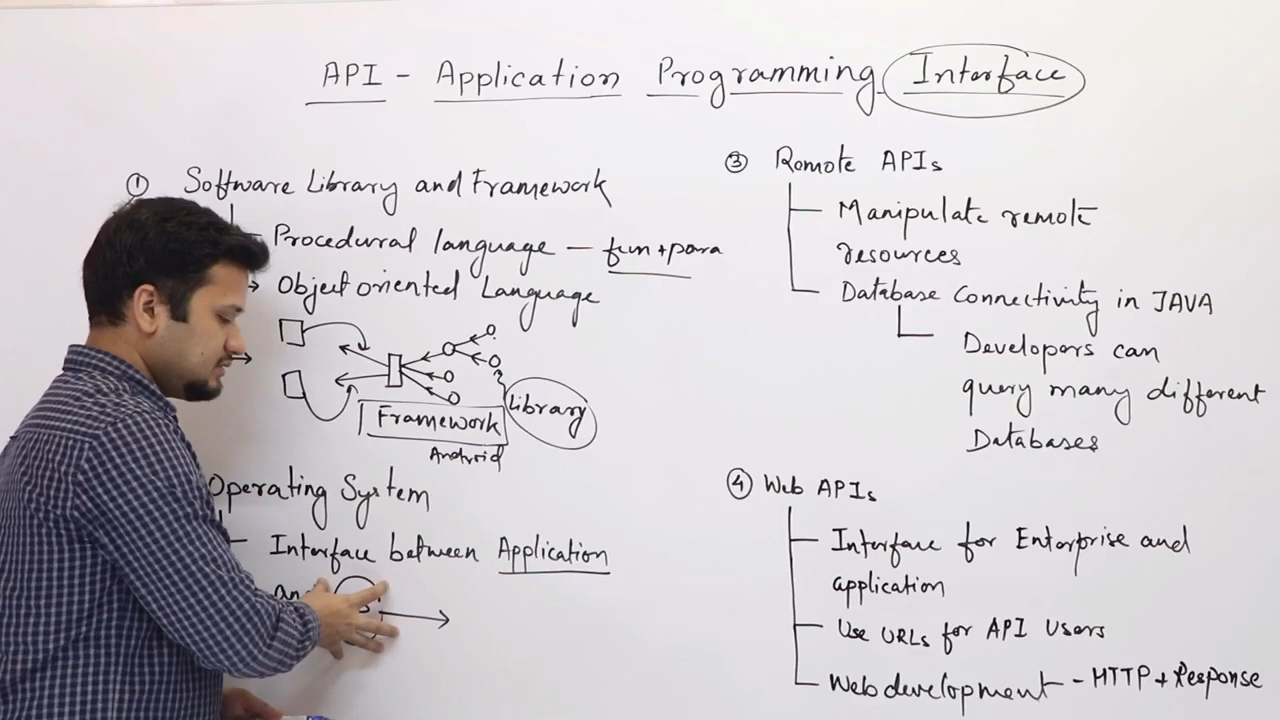 API - Application Programming Interface
① Software Library and Framework
Procedural language — fun + para
Object oriented Language
Framework
Library
Android
Operating System
Interface between Application
③ Remote APIs
Manipulate remote
resources
Database Connectivity in JAVA
Developers can
query many different
Databases
④ Web APIs
Interface for Enterprise and
application
Use URLs for API Users
Web development - HTTP + Response